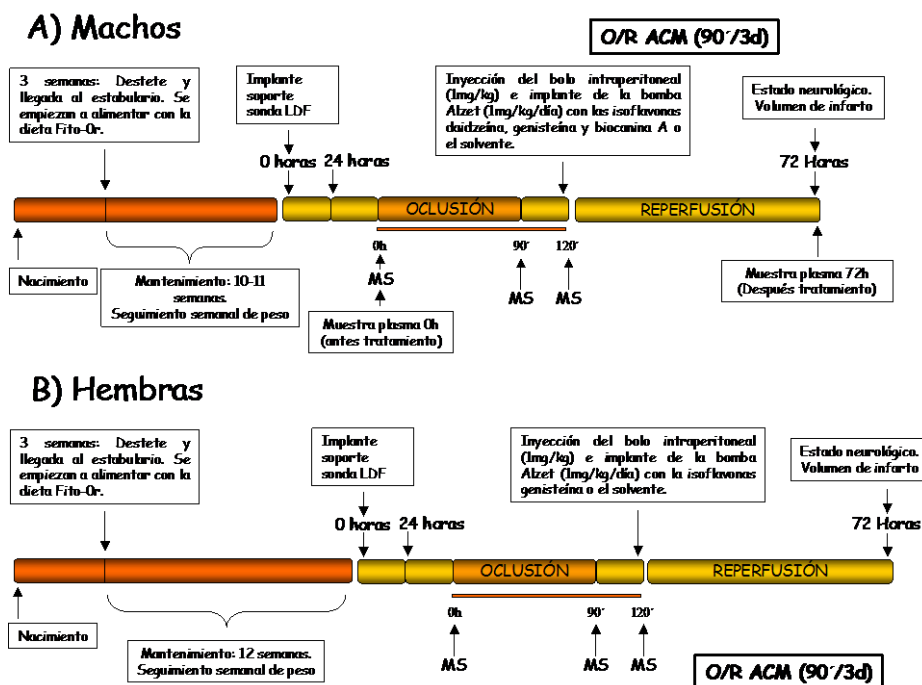 A) Machos
O/R ACM (90´/3d)
3 semanas: Destete y
llegada al estabulario. Se
empiezan a alimentar con la
dieta Fito-Or.
Implante
soporte
sonda LDF
Inyección del bolo intraperitoneal
(1mg/kg) e implante de la bomba
Alzet (1mg/kg/día) con las isoflavonas
daidzeína, genisteína y biocanina A o
el solvente.
Estado neurológico.
Volumen de infarto
0 horas
24 horas
72 Horas
OCLUSIÓN
REPERFUSIÓN
0h
90´
120´
Nacimiento
Mantenimiento: 10-11
semanas.
Seguimiento semanal de peso
MS
MS
MS
Muestra plasma 0h
(antes tratamiento)
Muestra plasma 72h
(Después tratamiento)
B) Hembras
3 semanas: Destete y
llegada al estabulario. Se
empiezan a alimentar con la
dieta Fito-Or.
Implante
soporte
sonda LDF
Inyección del bolo intraperitoneal
(1mg/kg) e implante de la bomba
Alzet (1mg/kg/día) con la isoflavonas
genisteína o el solvente.
Estado neurológico.
Volumen de infarto
0 horas
24 horas
72 Horas
OCLUSIÓN
REPERFUSIÓN
0h
90´
120´
Nacimiento
Mantenimiento: 12 semanas.
Seguimiento semanal de peso
MS
MS
MS
O/R ACM (90´/3d)